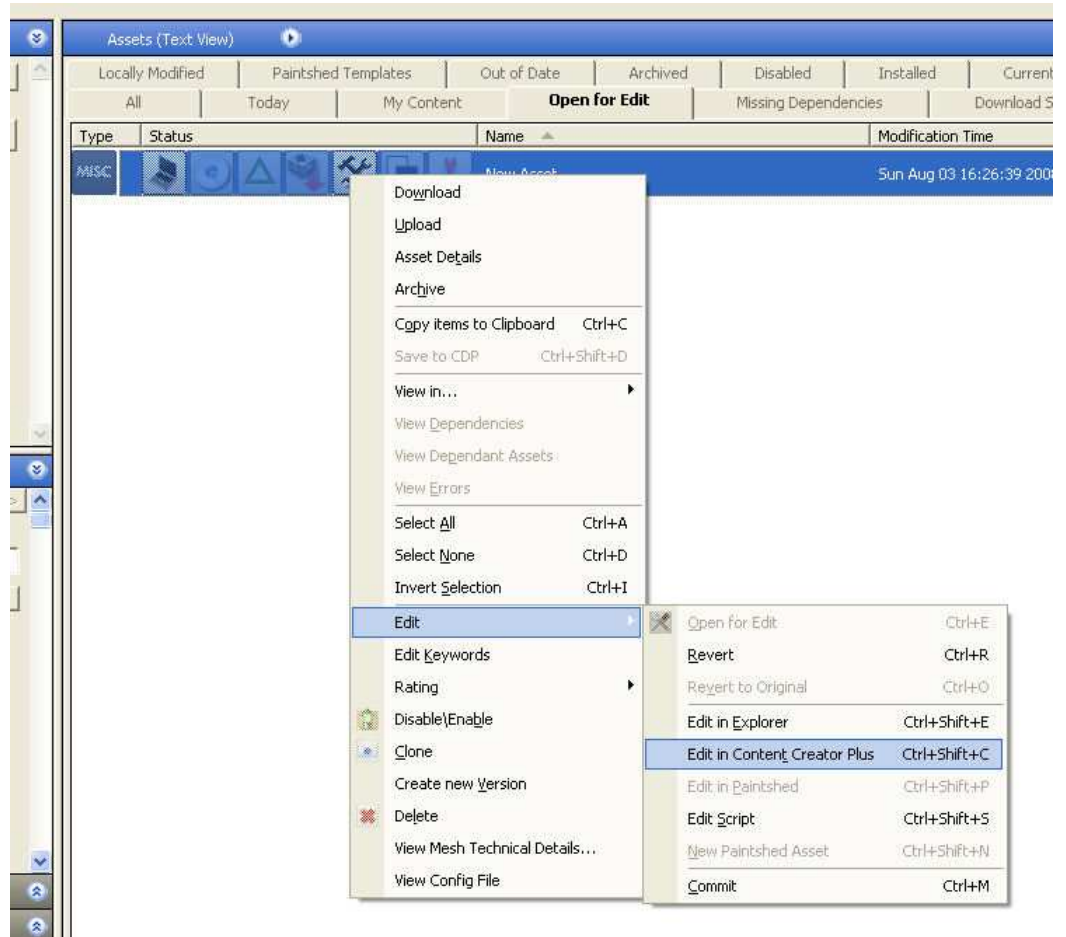 Assets (Text View)
Locally Modified Paintshed Templates Out of Date Archived Disabled Installed Current
All Today My Content Open for Edit Missing Dependencies Download S
Type Status Name Modification Time
MISC New Asset Sun Aug 03 16:26:39 2008
Download
Upload
Asset Details
Archive
Copy items to Clipboard Ctrl+C
Save to CDP Ctrl+Shift+D
View in...
View Dependencies
View Dependant Assets
View Errors
Select All Ctrl+A
Select None Ctrl+D
Invert Selection Ctrl+I
Edit
Edit Keywords
Rating
Disable\Enable
Clone
Create new Version
Delete
View Mesh Technical Details...
View Config File
Open for Edit Ctrl+E
Revert Ctrl+R
Revert to Original Ctrl+O
Edit in Explorer Ctrl+Shift+E
Edit in Content Creator Plus Ctrl+Shift+C
Edit in Paintshed Ctrl+Shift+P
Edit Script Ctrl+Shift+S
New Paintshed Asset Ctrl+Shift+N
Commit Ctrl+M